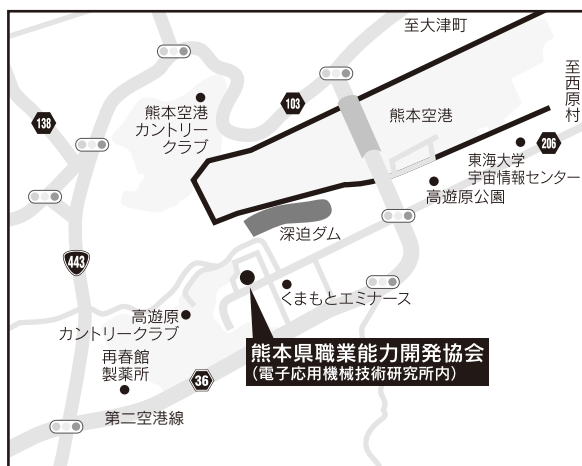 至大津町
至西原村
103
138
熊本空港
カントリー
クラブ
熊本空港
206
東海大学
宇宙情報センター
高遊原公園
深迫ダム
443
くまもとエミナース
高遊原
カントリークラブ
熊本県職業能力開発協会
(電子応用機械技術研究所内)
再春館
製薬所
36
第二空港線